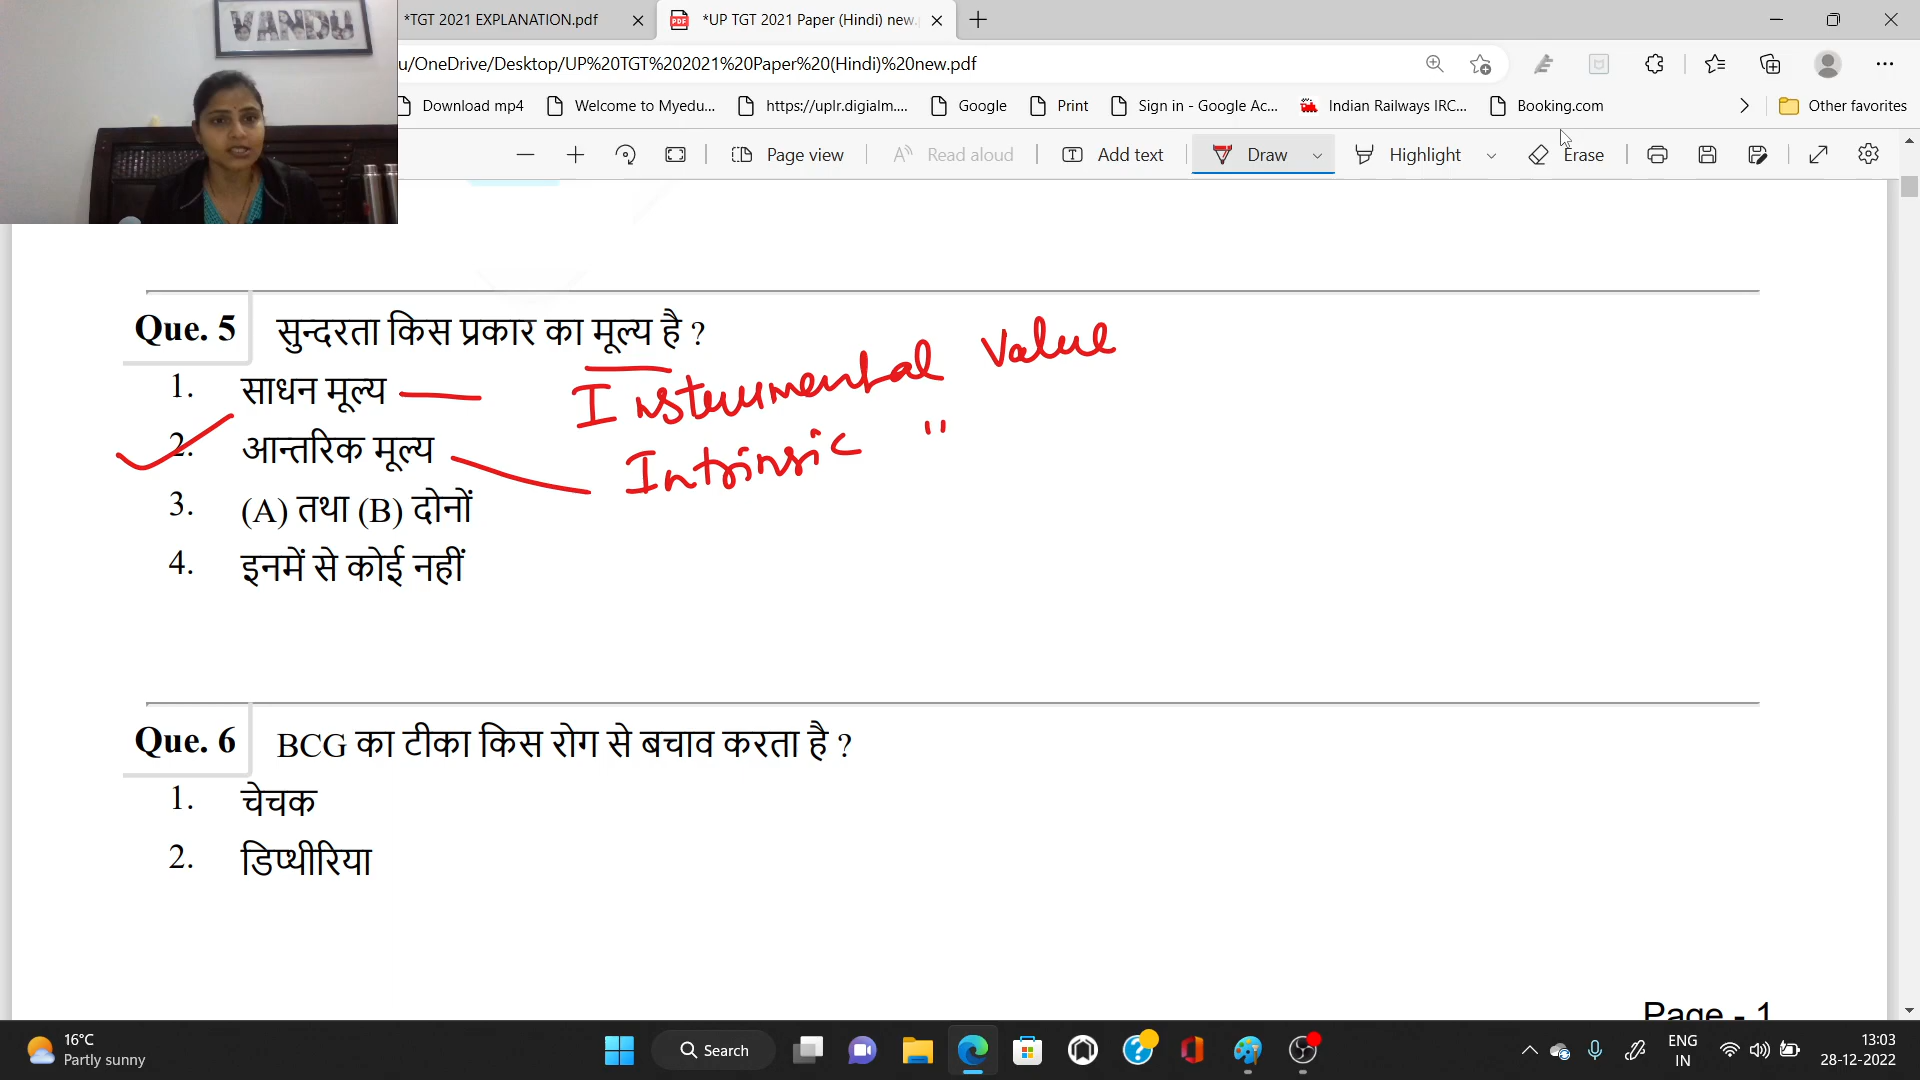 VANDU
*TGT 2021 EXPLANATION.pdf
*UP TGT 2021 Paper (Hindi) new.
u/OneDrive/Desktop/UP%20TGT%202021%20Paper%20(Hindi)%20new.pdf
Download mp4 Welcome to Myedu... https://uplr.digialm.... Google Print Sign in - Google Ac... Indian Railways IRC... Booking.com Other favorites
Page view Read aloud Add text Draw Highlight Erase
Que. 5 सुन्दरता किस प्रकार का मूल्य है ?
1. साधन मूल्य Instrumental Value
2. आन्तरिक मूल्य Intrinsic "
3. (A) तथा (B) दोनों
4. इनमें से कोई नहीं
Que. 6 BCG का टीका किस रोग से बचाव करता है ?
1. चेचक
2. डिप्थीरिया
Page - 1
16°C
Partly sunny
Search
ENG
IN
13:03
28-12-2022